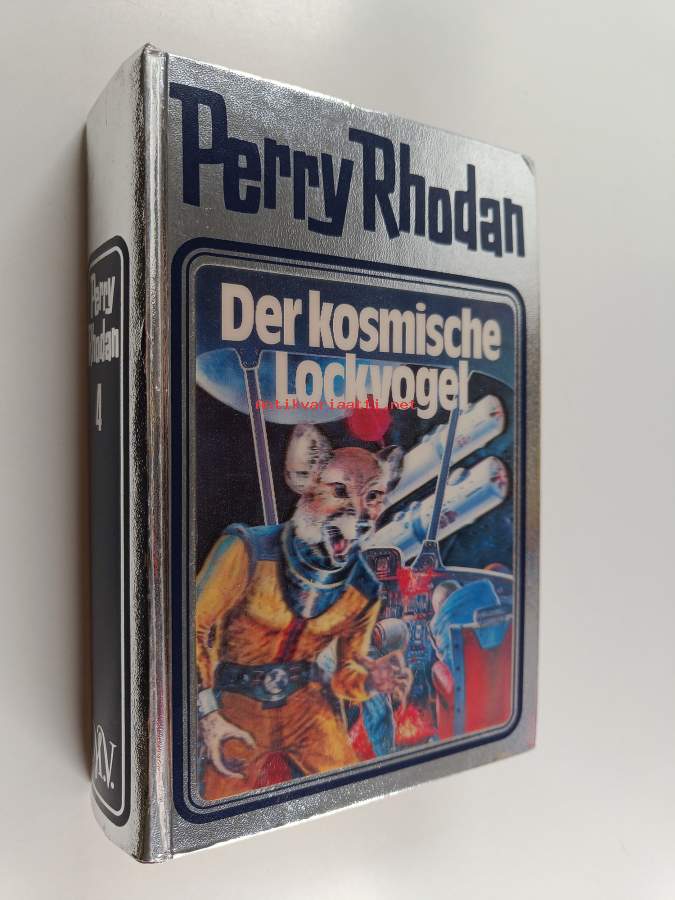 Perry Rhodan
Der kosmische
Lockvogel
antikvariaatti.net
Perry
Rhodan
4